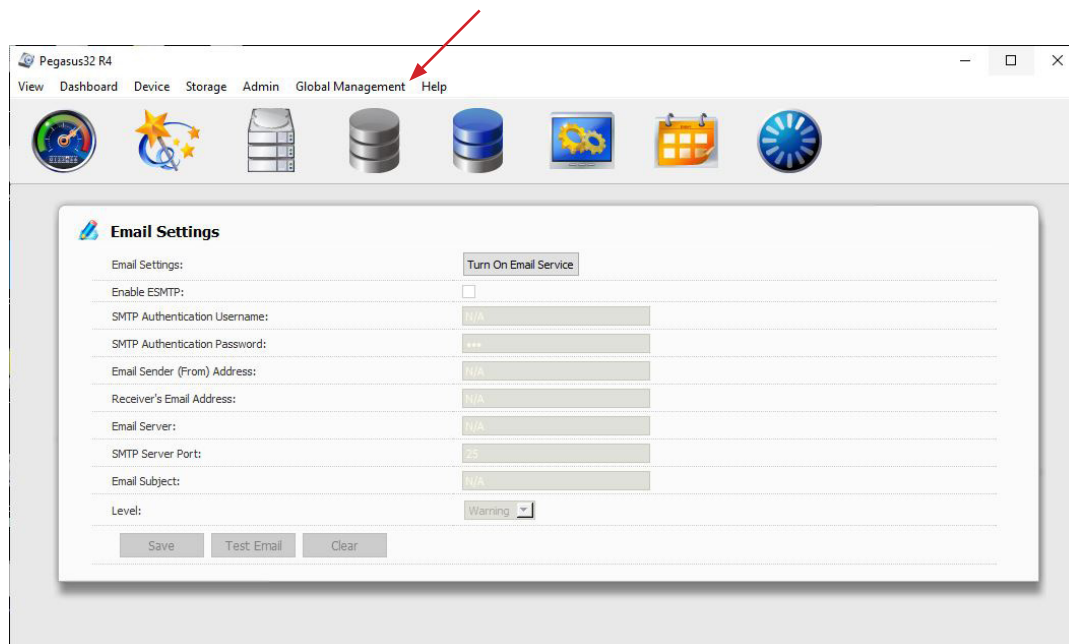 Pegasus32 R4
View Dashboard Device Storage Admin Global Management Help
Email Settings
Email Settings: Turn On Email Service
Enable ESMTP:
SMTP Authentication Username: N/A
SMTP Authentication Password: •••
Email Sender (From) Address: N/A
Receiver's Email Address: N/A
Email Server: N/A
SMTP Server Port: 25
Email Subject: N/A
Level: Warning
Save Test Email Clear